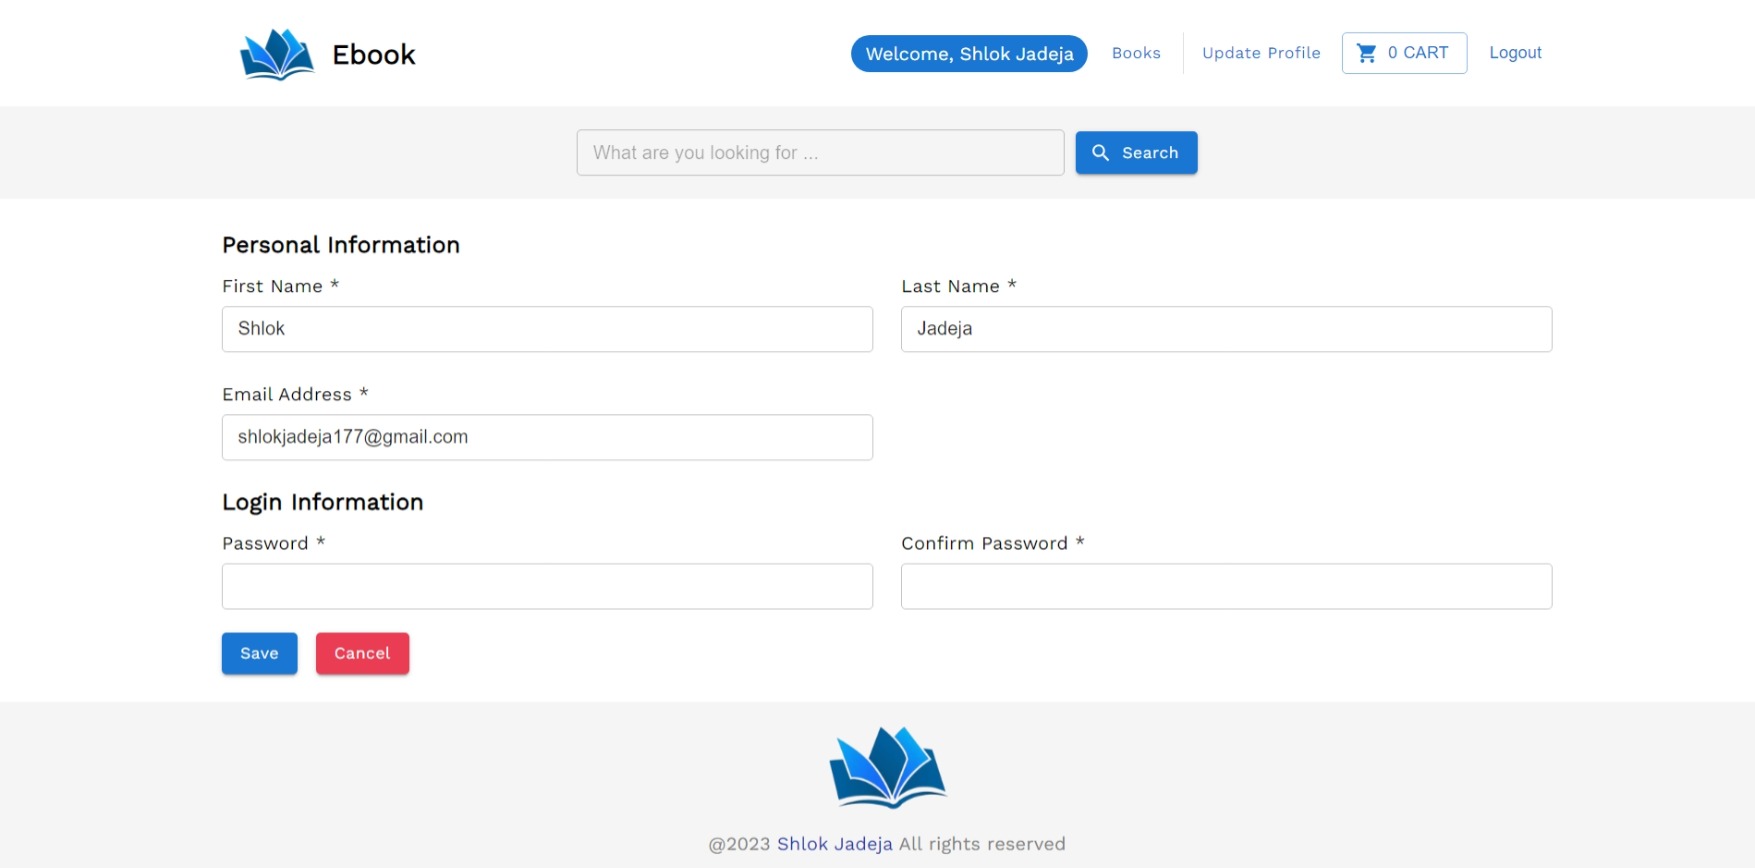 Ebook
Welcome, Shlok Jadeja Books Update Profile 0 CART Logout
What are you looking for ... Search
Personal Information
First Name * Last Name *
Shlok Jadeja
Email Address *
shlokjadeja177@gmail.com
Login Information
Password * Confirm Password *
Save Cancel
@2023 Shlok Jadeja All rights reserved